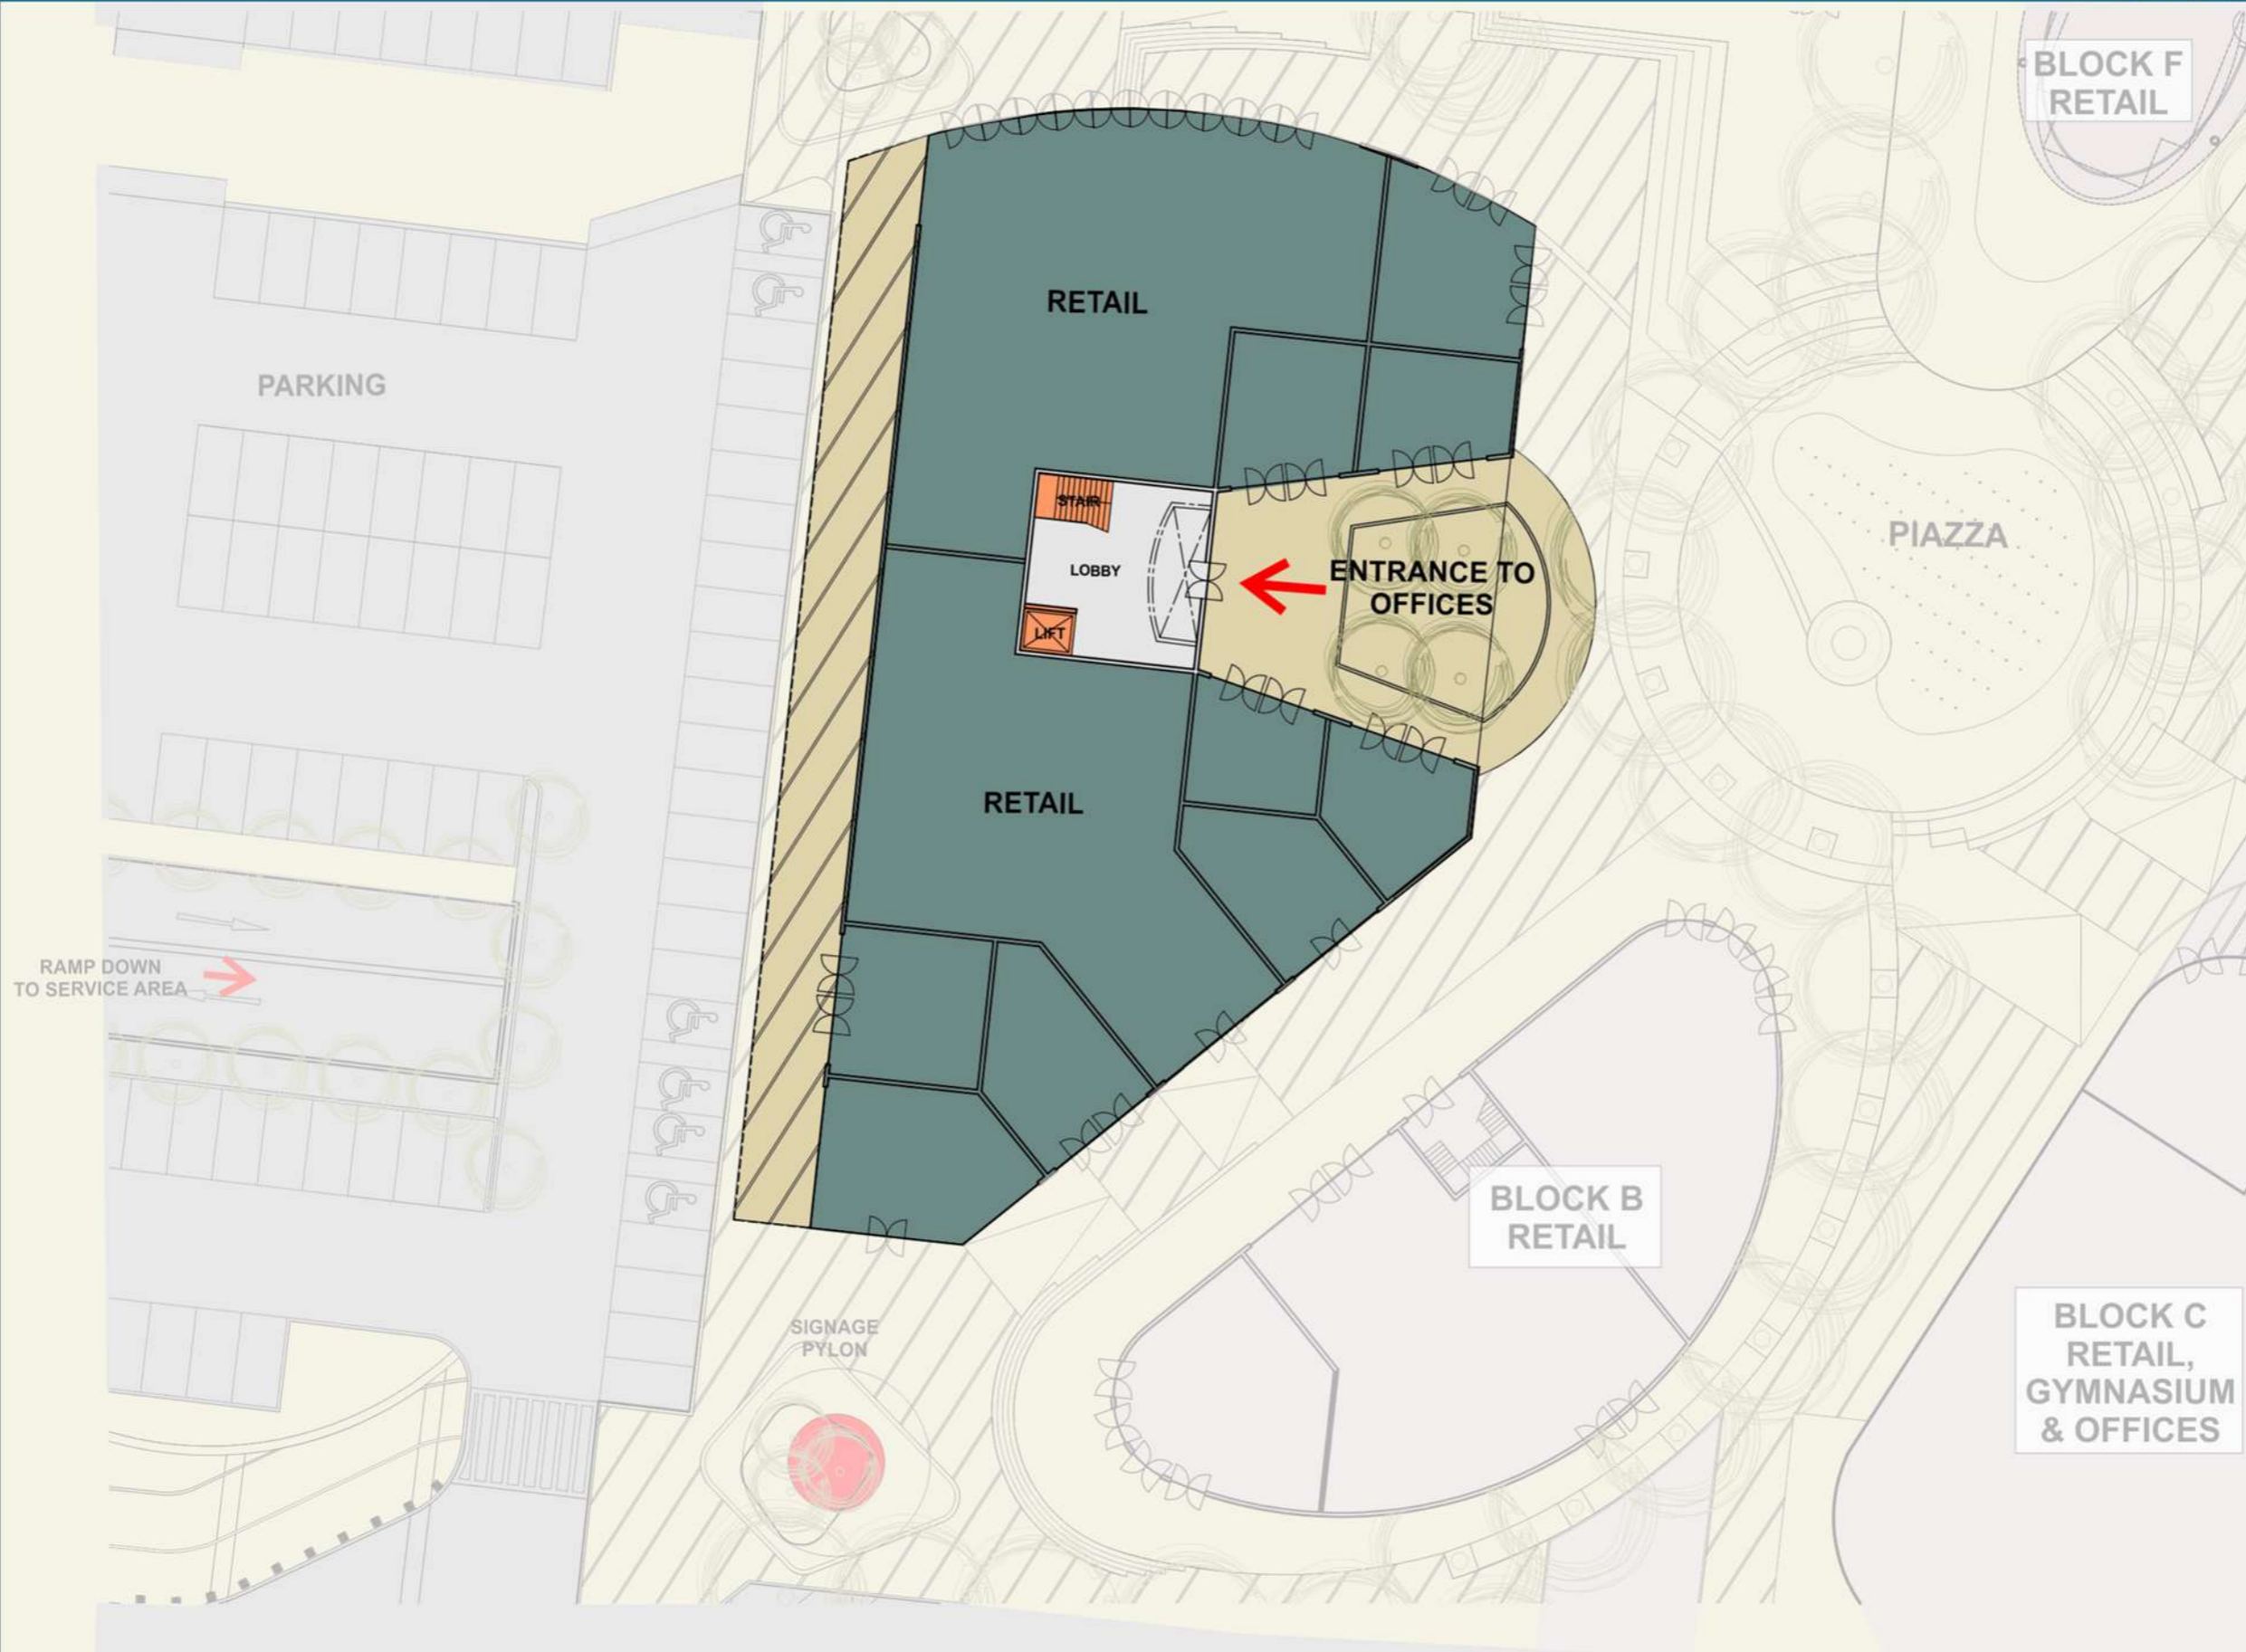 BLOCK F
RETAIL
RETAIL
PARKING
STAIR
PIAZZA
LOBBY
ENTRANCE TO
OFFICES
LIFT
RETAIL
RAMP DOWN
TO SERVICE AREA
BLOCK B
RETAIL
SIGNAGE
PYLON
BLOCK C
RETAIL,
GYMNASIUM
& OFFICES